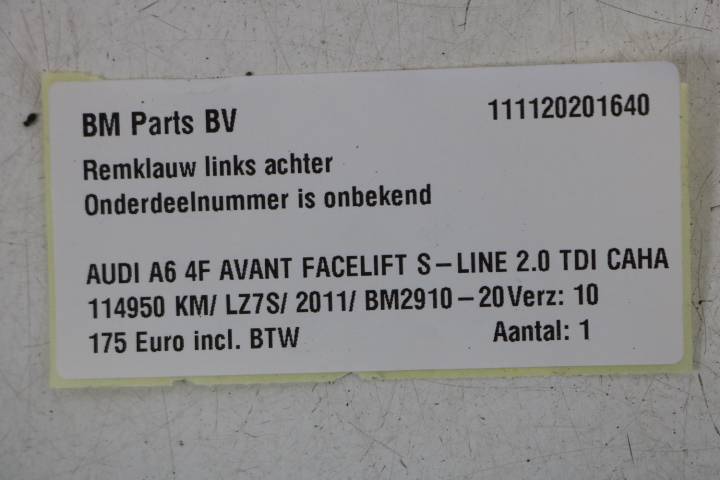 BM Parts BV 111120201640
Remklauw links achter
Onderdeelnummer is onbekend
AUDI A6 4F AVANT FACELIFT S-LINE 2.0 TDI CAHA
114950 KM/ LZ7S/ 2011/ BM2910-20 Verz: 10
175 Euro incl. BTW Aantal: 1